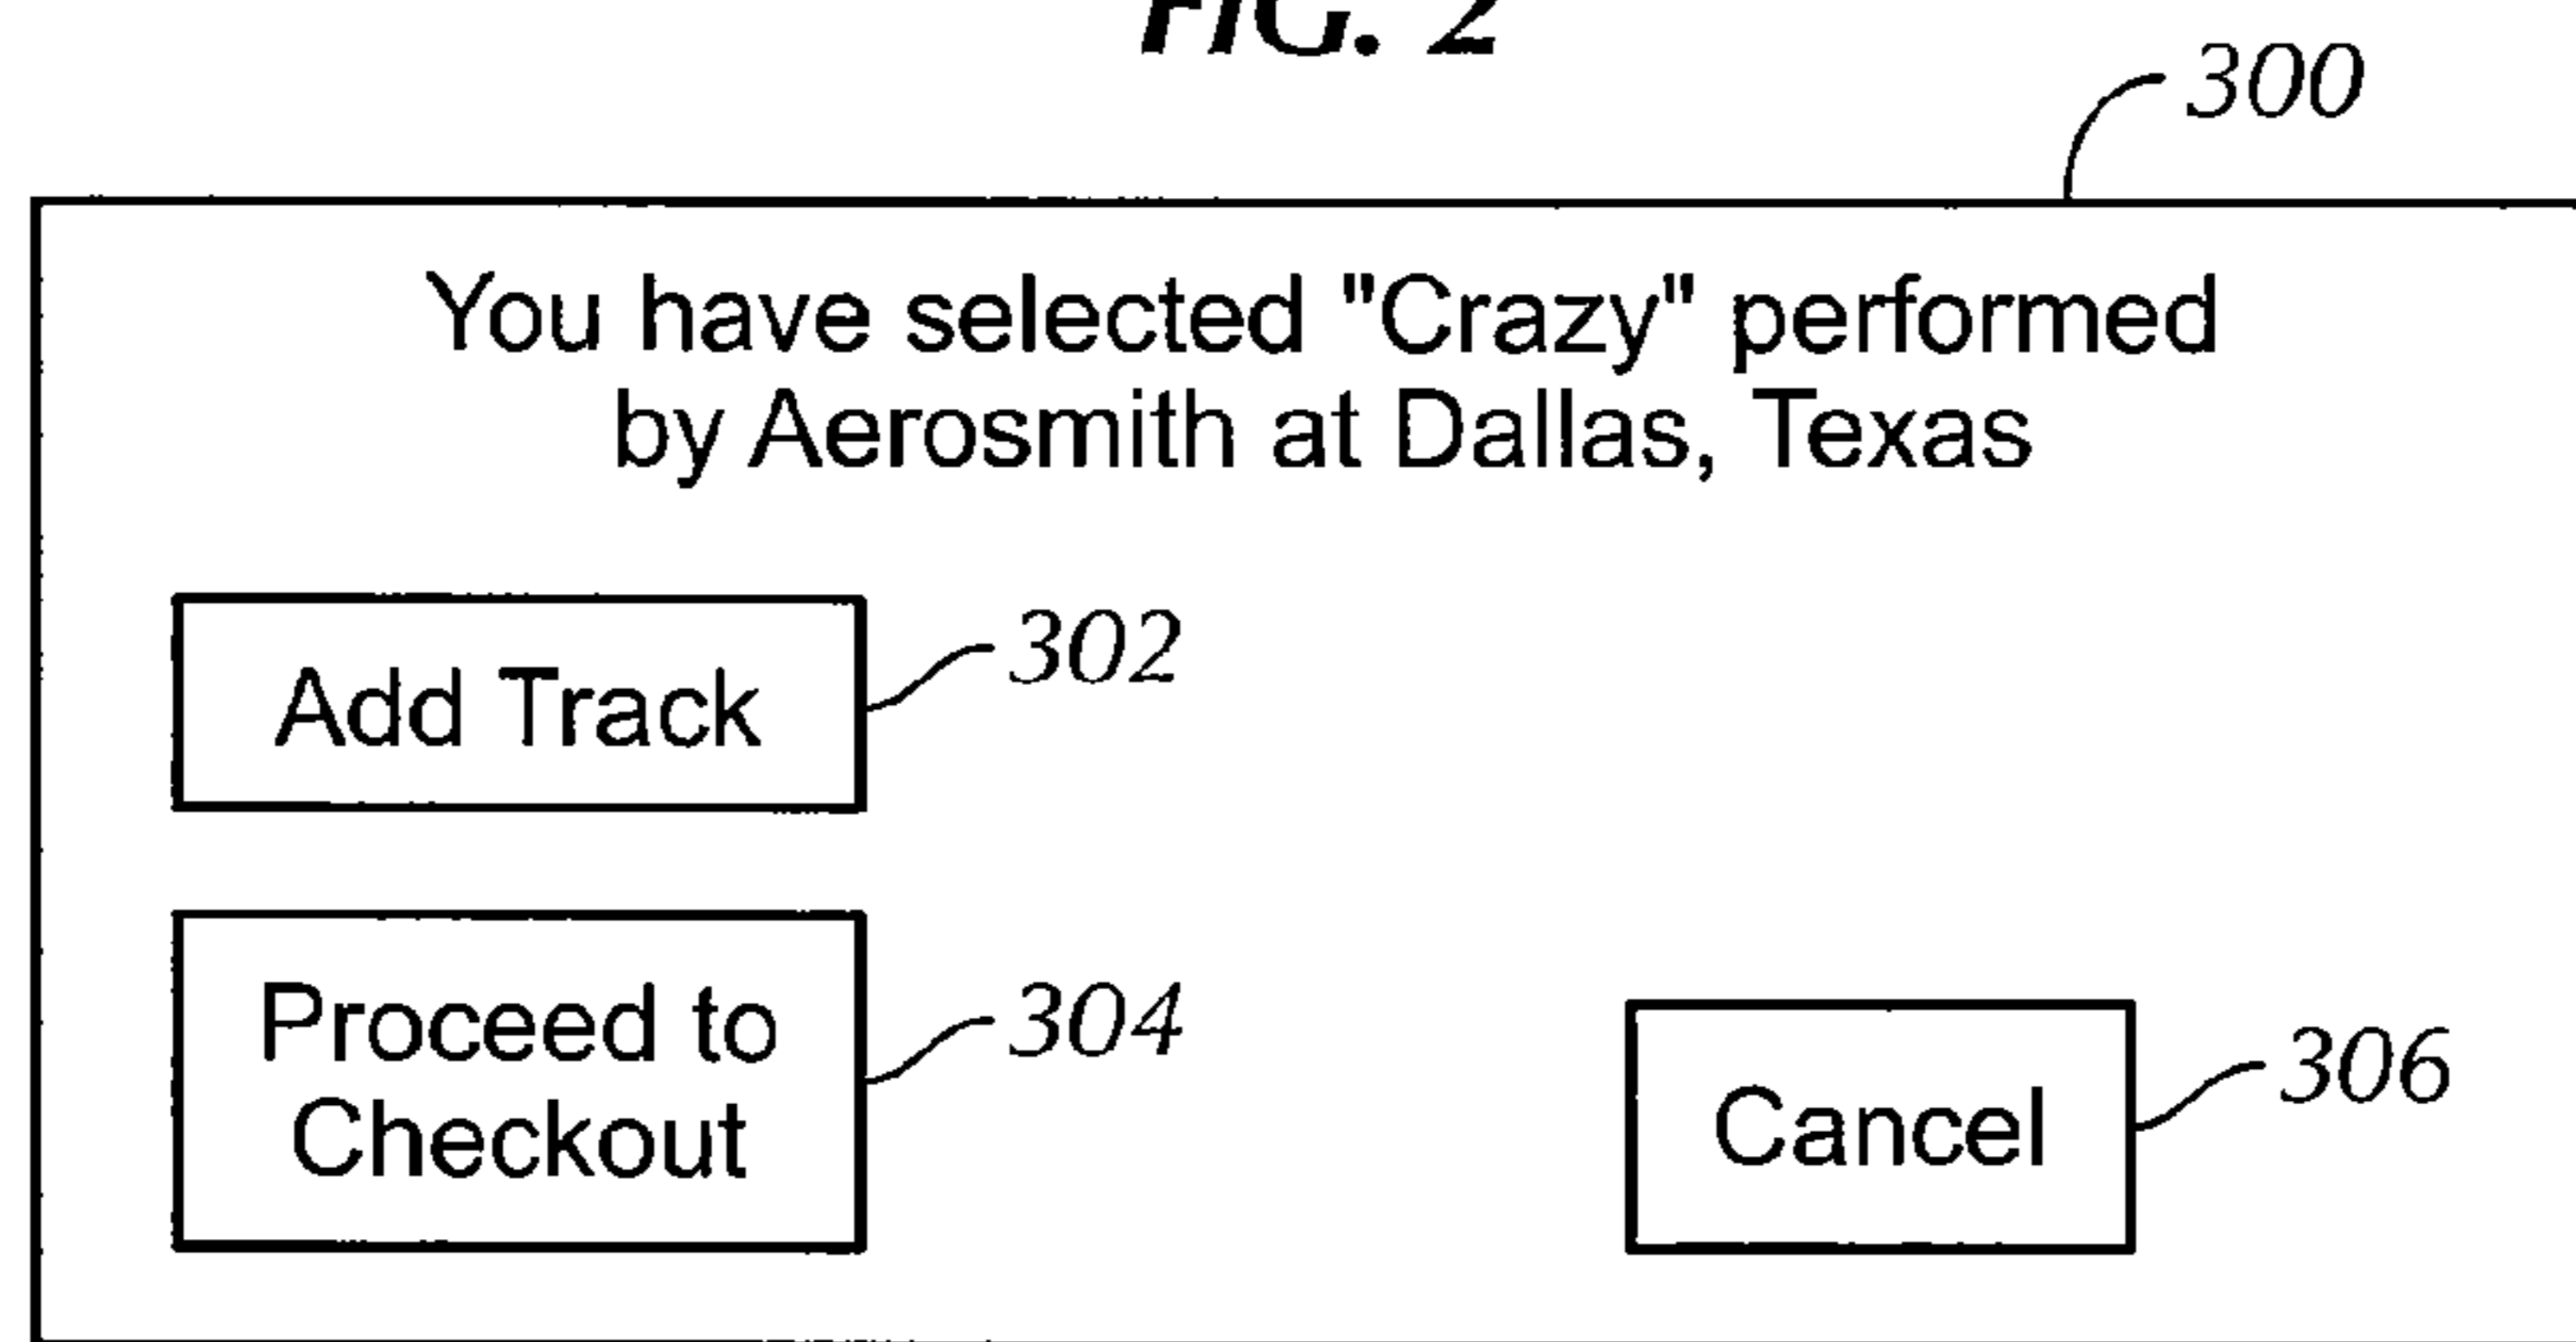 FIG. 2
300
You have selected "Crazy" performed
by Aerosmith at Dallas, Texas
Add Track
302
Proceed to
Checkout
304
Cancel
306